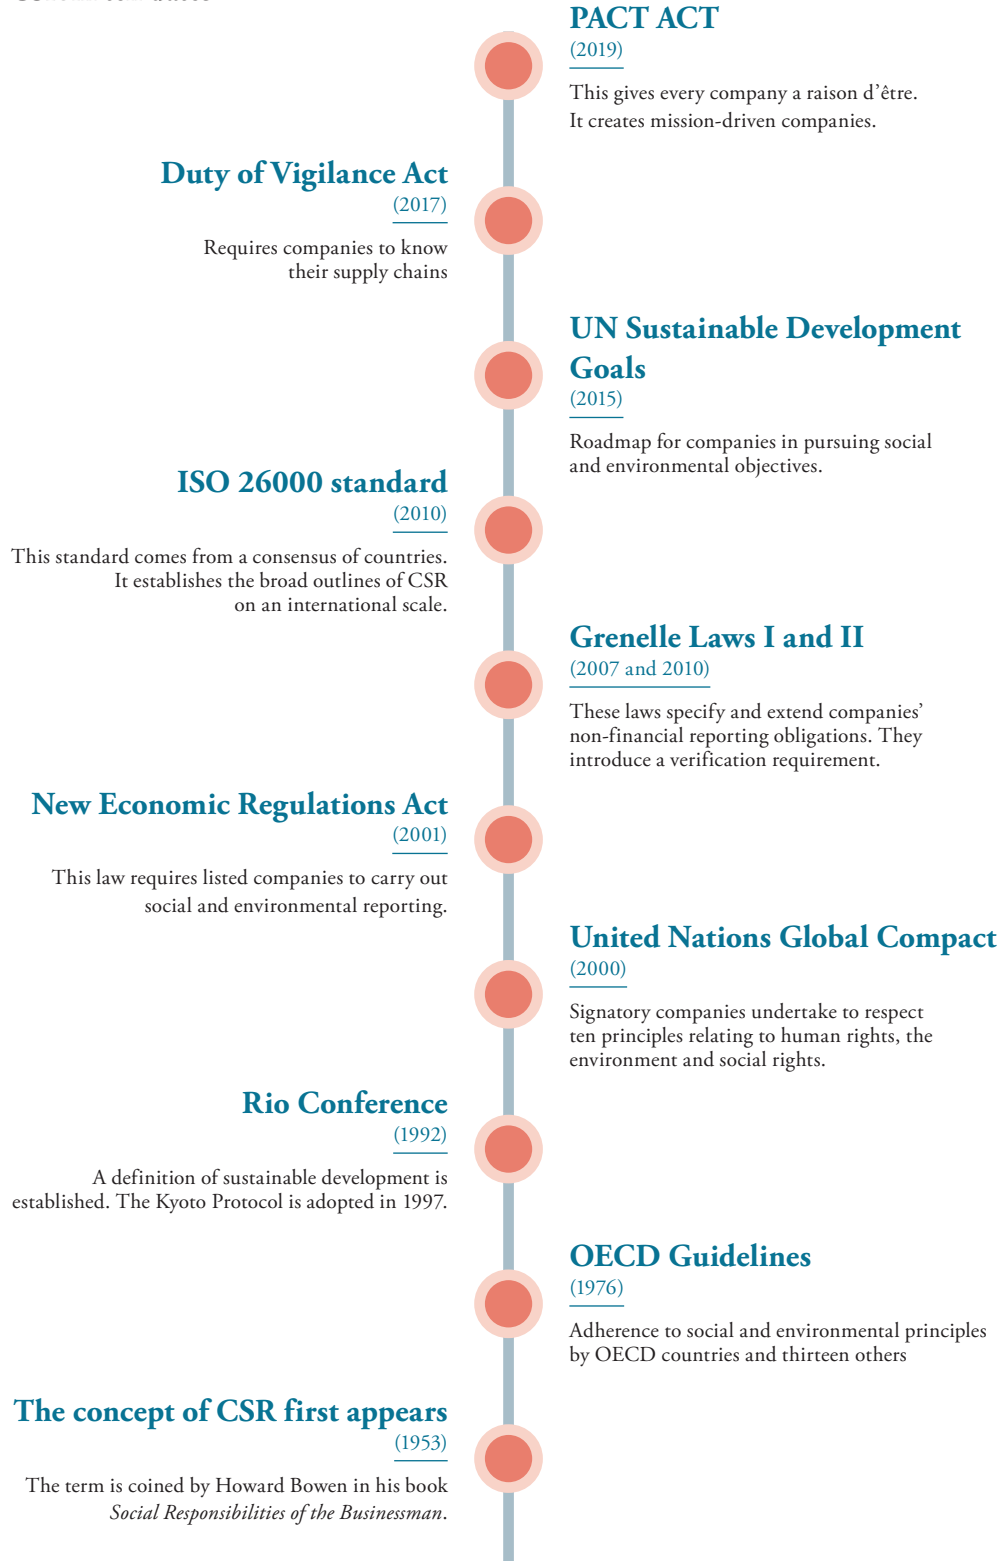 PACT ACT
(2019)
This gives every company a raison d’être.
It creates mission-driven companies.
Duty of Vigilance Act
(2017)
Requires companies to know
their supply chains
UN Sustainable Development
Goals
(2015)
Roadmap for companies in pursuing social
and environmental objectives.
ISO 26000 standard
(2010)
This standard comes from a consensus of countries.
It establishes the broad outlines of CSR
on an international scale.
Grenelle Laws I and II
(2007 and 2010)
These laws specify and extend companies’
non-financial reporting obligations. They
introduce a verification requirement.
New Economic Regulations Act
(2001)
This law requires listed companies to carry out
social and environmental reporting.
United Nations Global Compact
(2000)
Signatory companies undertake to respect
ten principles relating to human rights, the
environment and social rights.
Rio Conference
(1992)
A definition of sustainable development is
established. The Kyoto Protocol is adopted in 1997.
OECD Guidelines
(1976)
Adherence to social and environmental principles
by OECD countries and thirteen others
The concept of CSR first appears
(1953)
The term is coined by Howard Bowen in his book
Social Responsibilities of the Businessman.